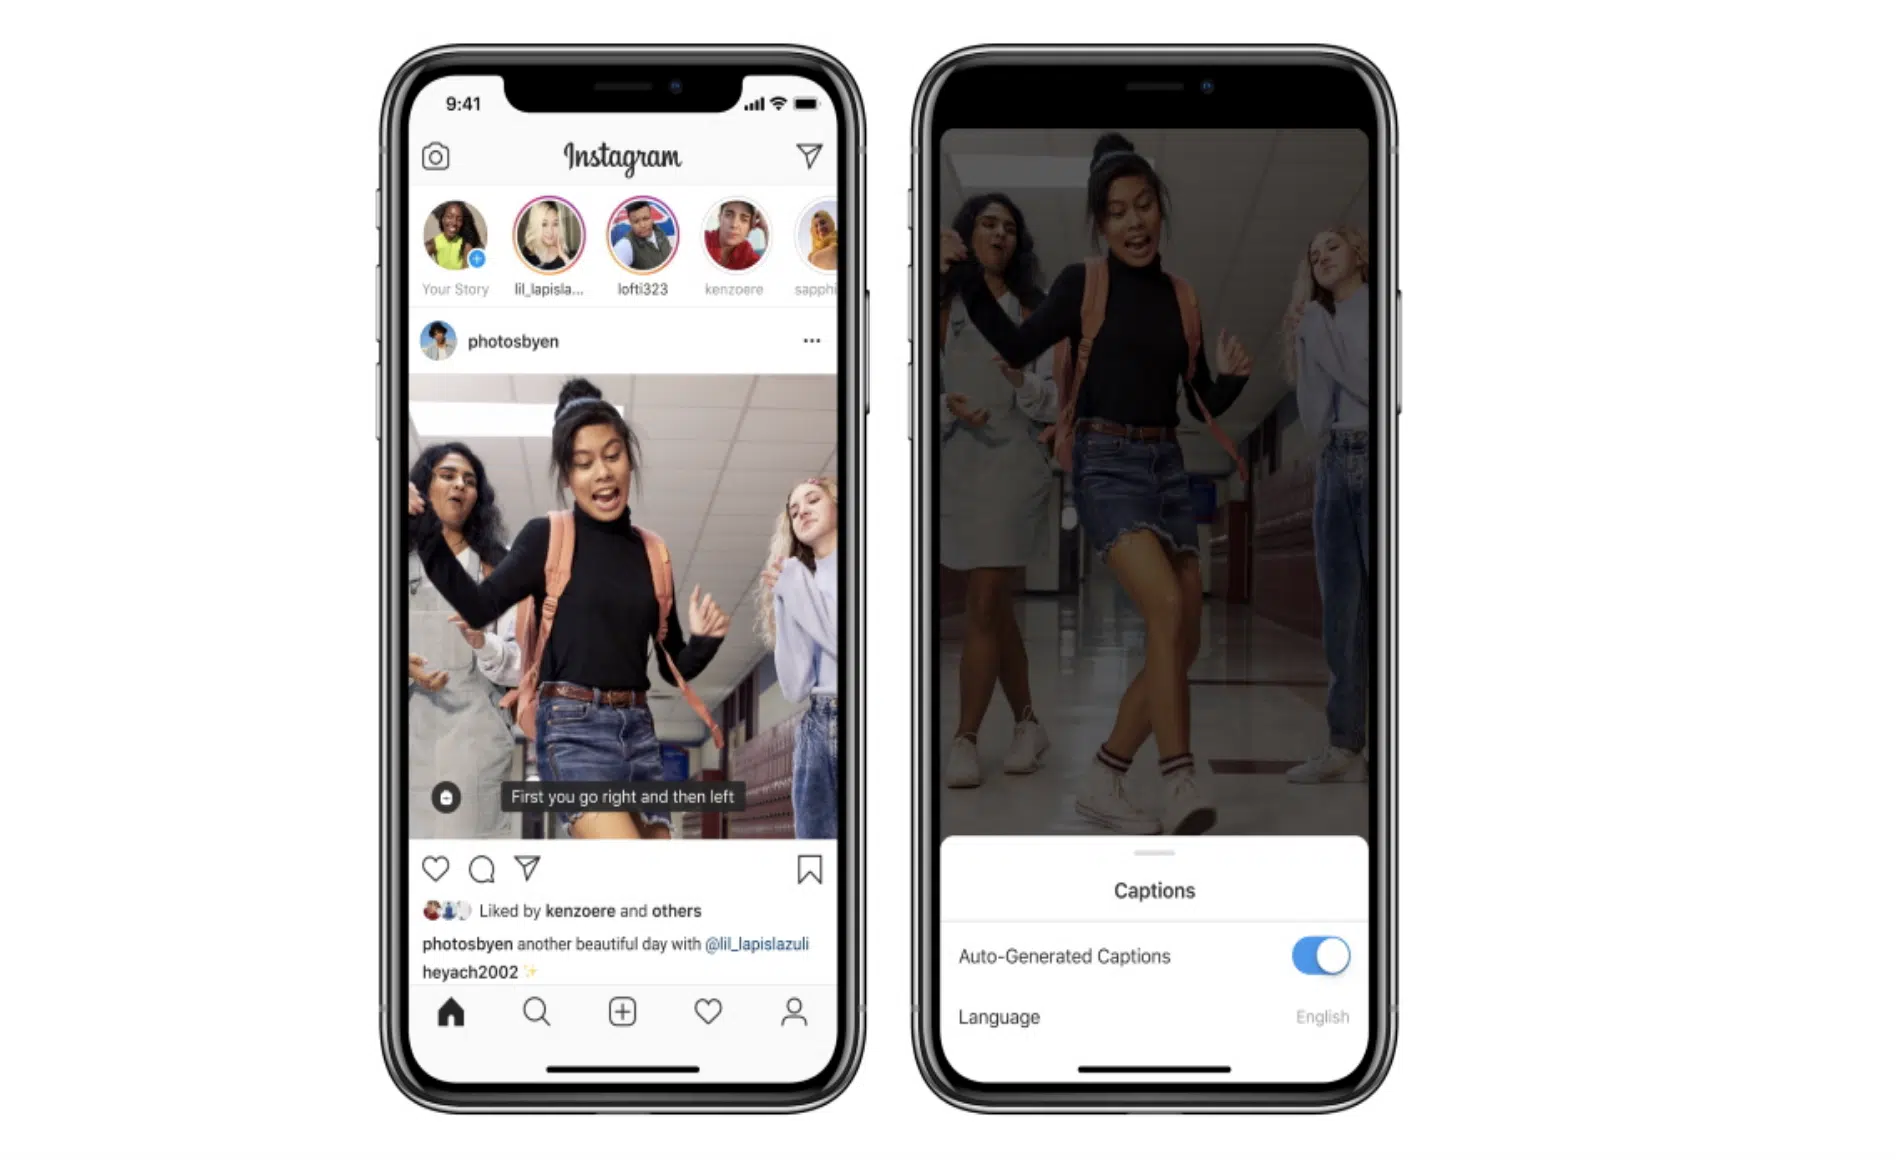 9:41
Instagram
Your Story
lil_lapisla...
lofti323
kenzoere
sapphi
photosbyen
First you go right and then left
Liked by kenzoere and others
photosbyen another beautiful day with @lil_lapislazuli
heyach2002 ✨
Captions
Auto-Generated Captions
Language English